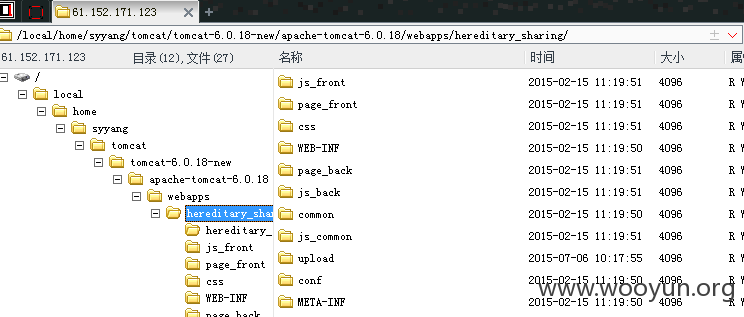 61.152.171.123
/local/home/syyang/tomcat/tomcat-6.0.18-new/apache-tomcat-6.0.18/webapps/hereditary_sharing/
61.152.171.123 目录(12),文件(27) 名称 时间 大小 属
/
local
home
syyang
tomcat
tomcat-6.0.18-new
apache-tomcat-6.0.18
webapps
hereditary_shar
hereditary_
js_front
page_front
css
WEB-INF
page_back
js_front 2015-02-15 11:19:51 4096 R W
page_front 2015-02-15 11:19:51 4096 R W
css 2015-02-15 11:19:51 4096 R W
WEB-INF 2015-02-15 11:19:50 4096 R W
page_back 2015-02-15 11:19:51 4096 R W
js_back 2015-02-15 11:19:51 4096 R W
common 2015-02-15 11:19:50 4096 R W
js_common 2015-02-15 11:19:51 4096 R W
upload 2015-07-06 10:17:55 4096 R W
conf 2015-02-15 11:19:50 4096 R W
META-INF 2015-02-15 11:19:50 4096 R W
www.wooyun.org